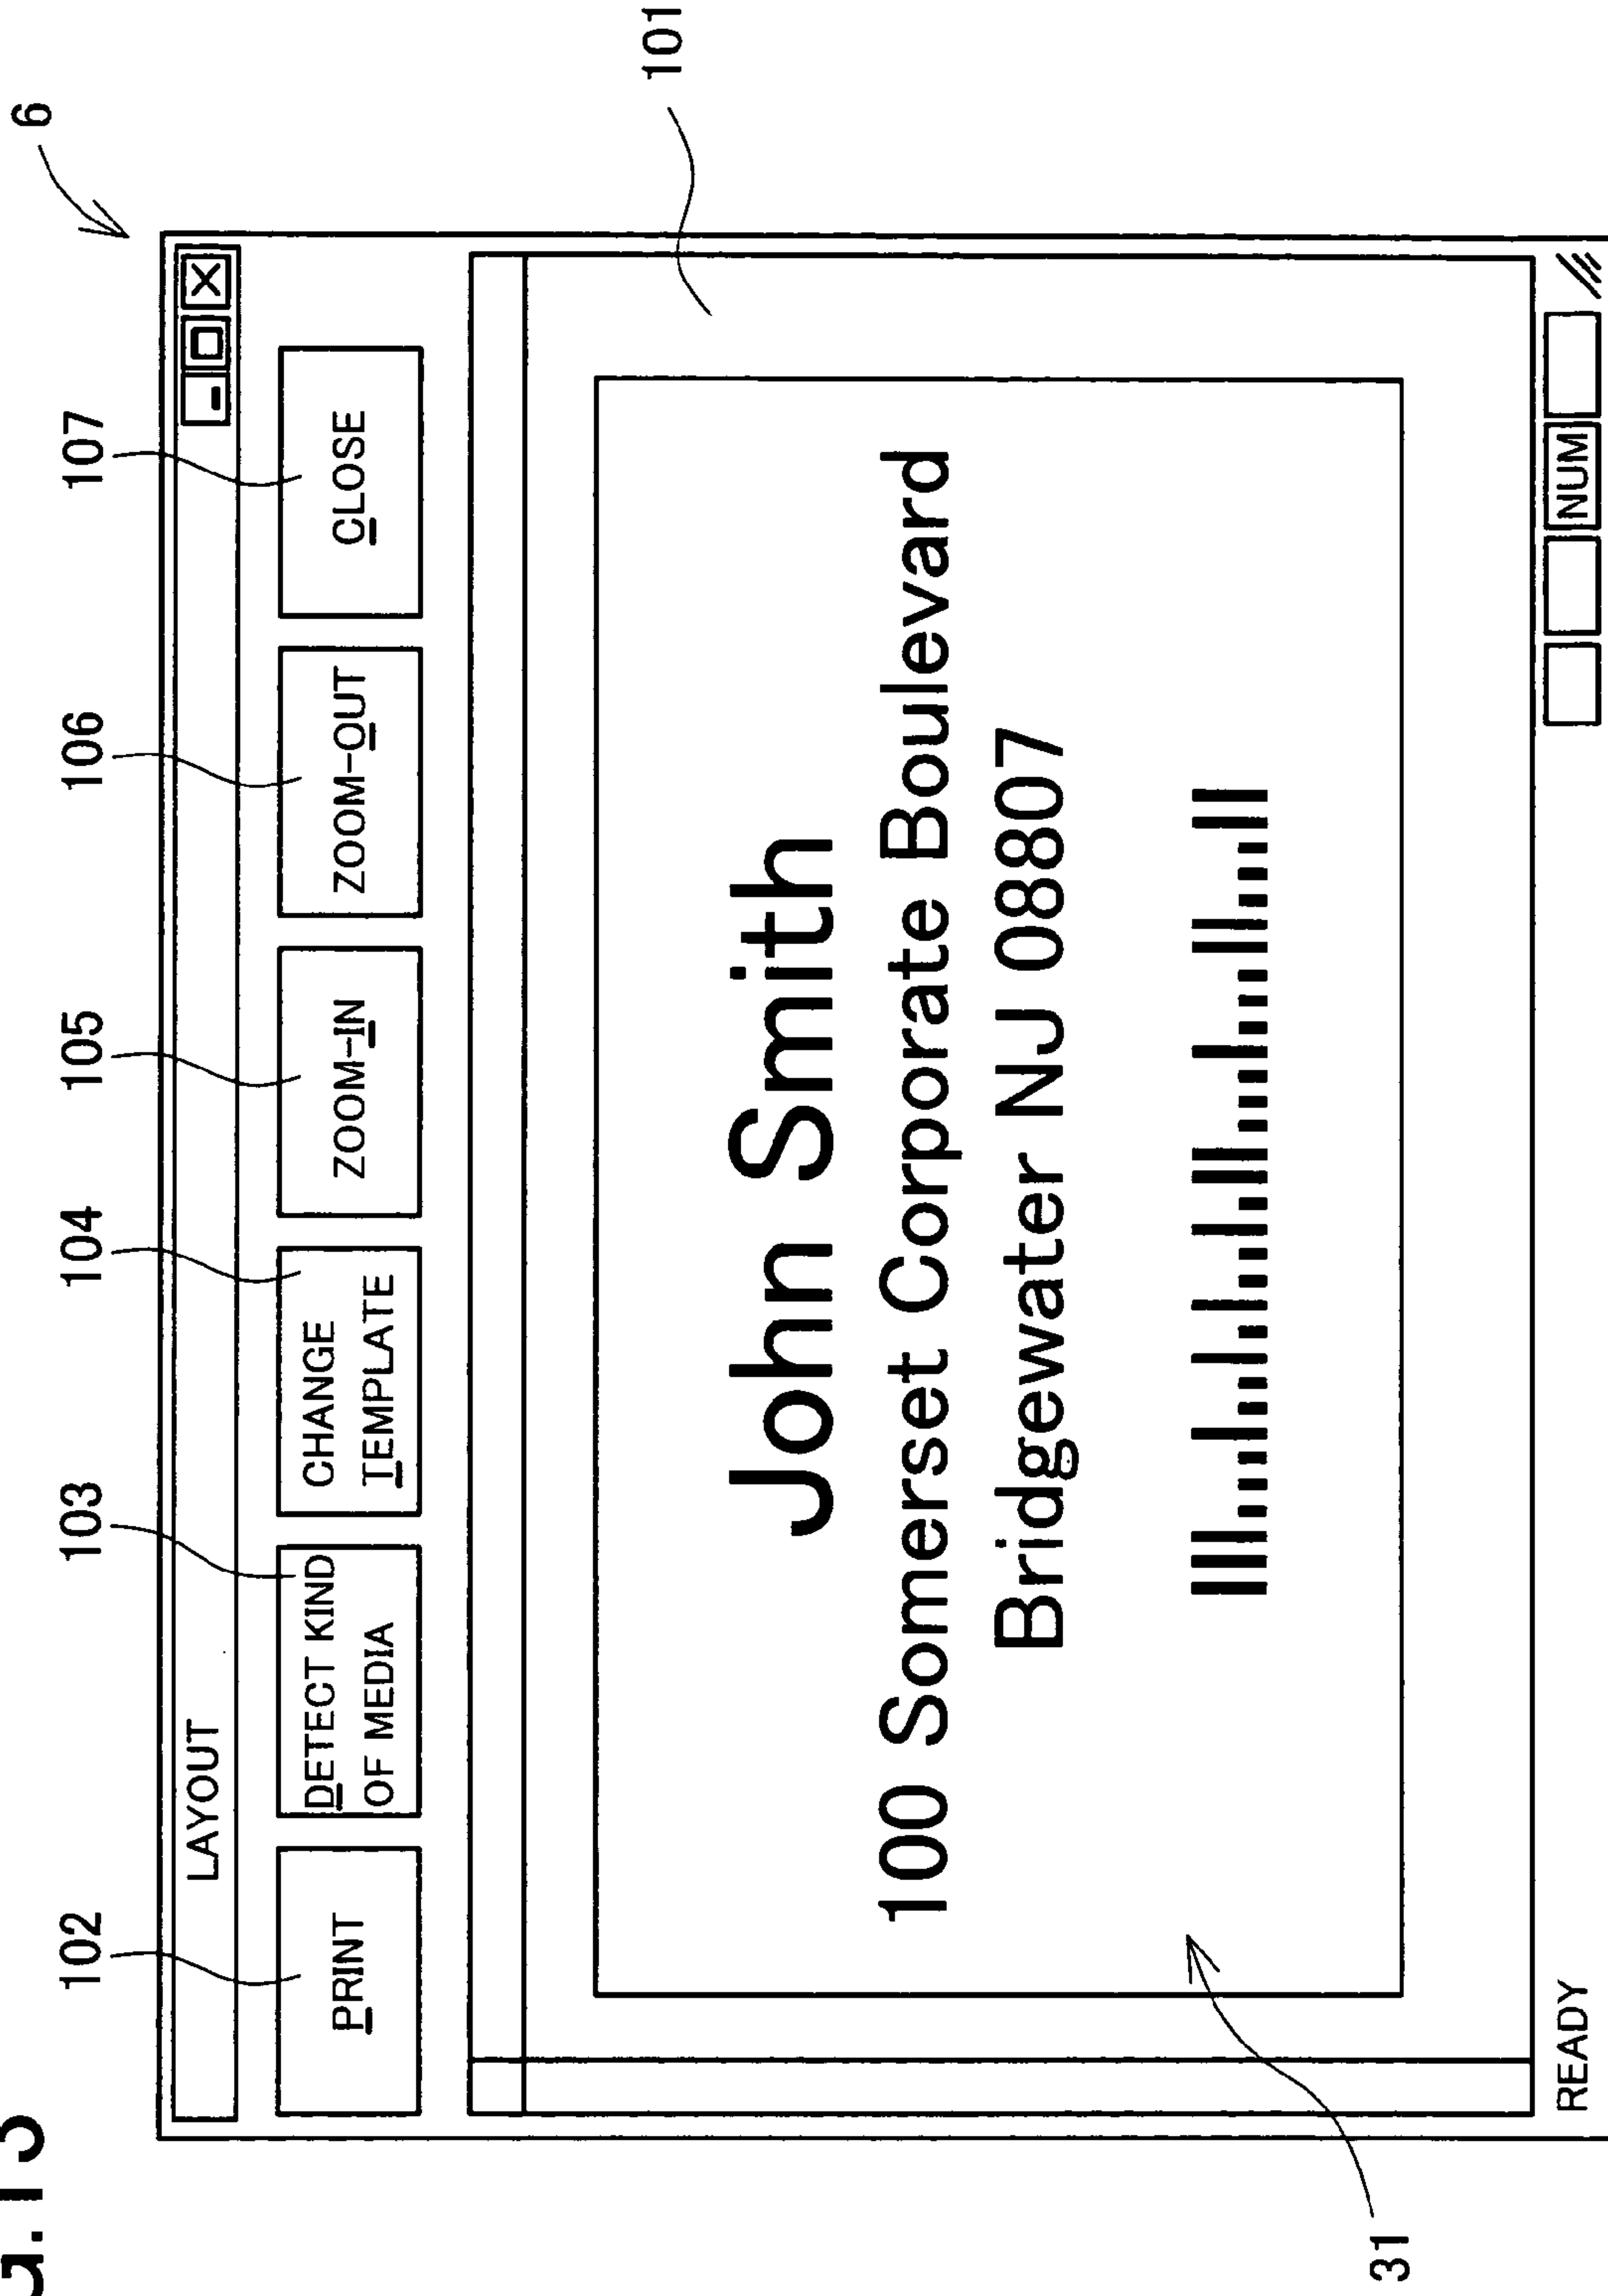 G.13
6
LAYOUT
102
103
104
105
106
107
PRINT
DETECT KIND
OF MEDIA
CHANGE
TEMPLATE
ZOOM-IN
ZOOM-OUT
CLOSE
101
John Smith
100 Somerset Corporate Boulevard
Bridgewater NJ 08807
31
READY
NUM